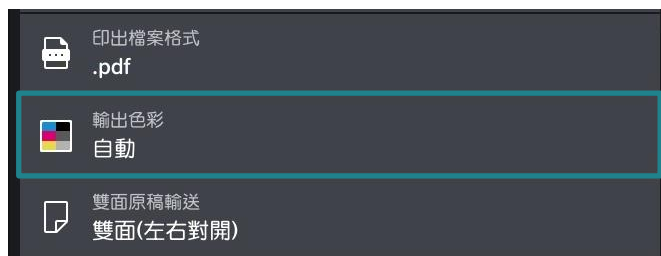 印出檔案格式
.pdf
輸出色彩
自動
雙面原稿輸送
雙面(左右對開)